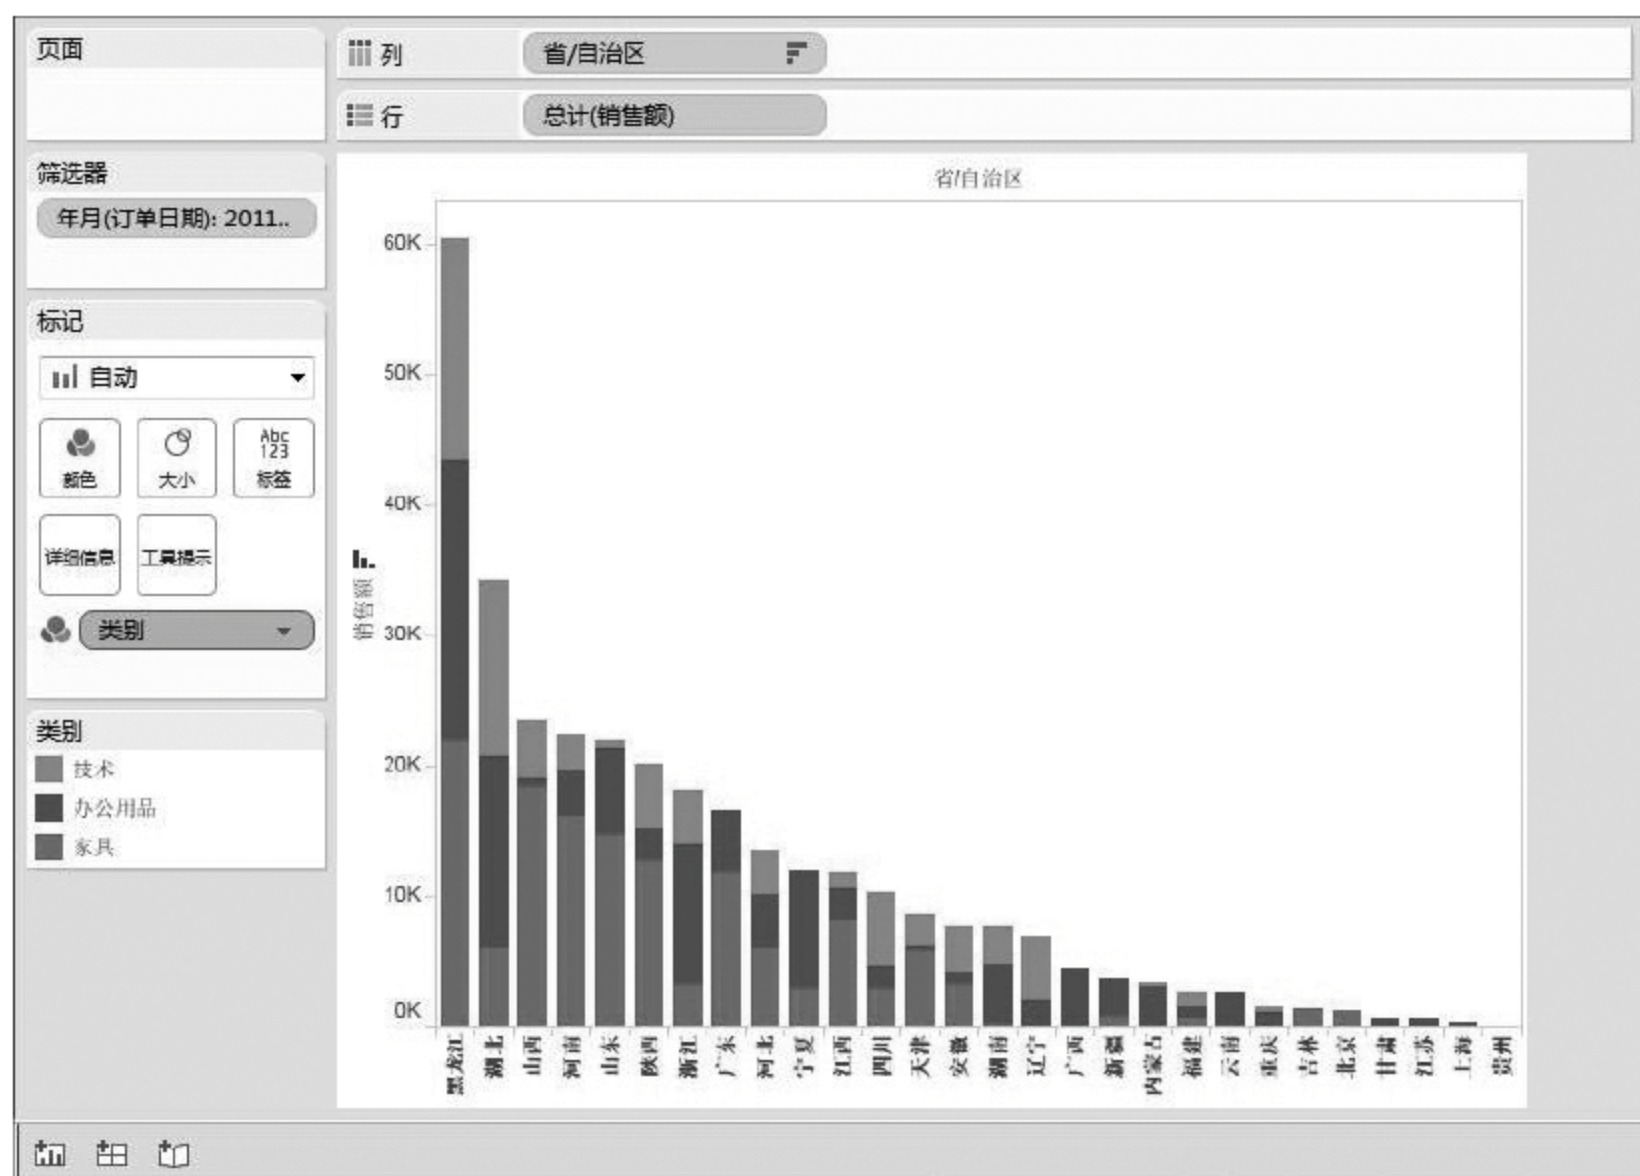 页面
列
省/自治区
行
总计(销售额)
筛选器
年月(订单日期): 2011..
标记
自动
颜色
大小
Abc
123
标签
详细信息
工具提示
类别
类别
技术
办公用品
家具
省/自治区
60K
50K
40K
30K
20K
10K
0K
销售额
黑龙江
湖北
山西
河南
山东
陕西
浙江
广东
河北
宁夏
江西
四川
天津
安徽
湖南
辽宁
广西
新疆
内蒙古
福建
云南
重庆
吉林
北京
甘肃
江苏
上海
贵州